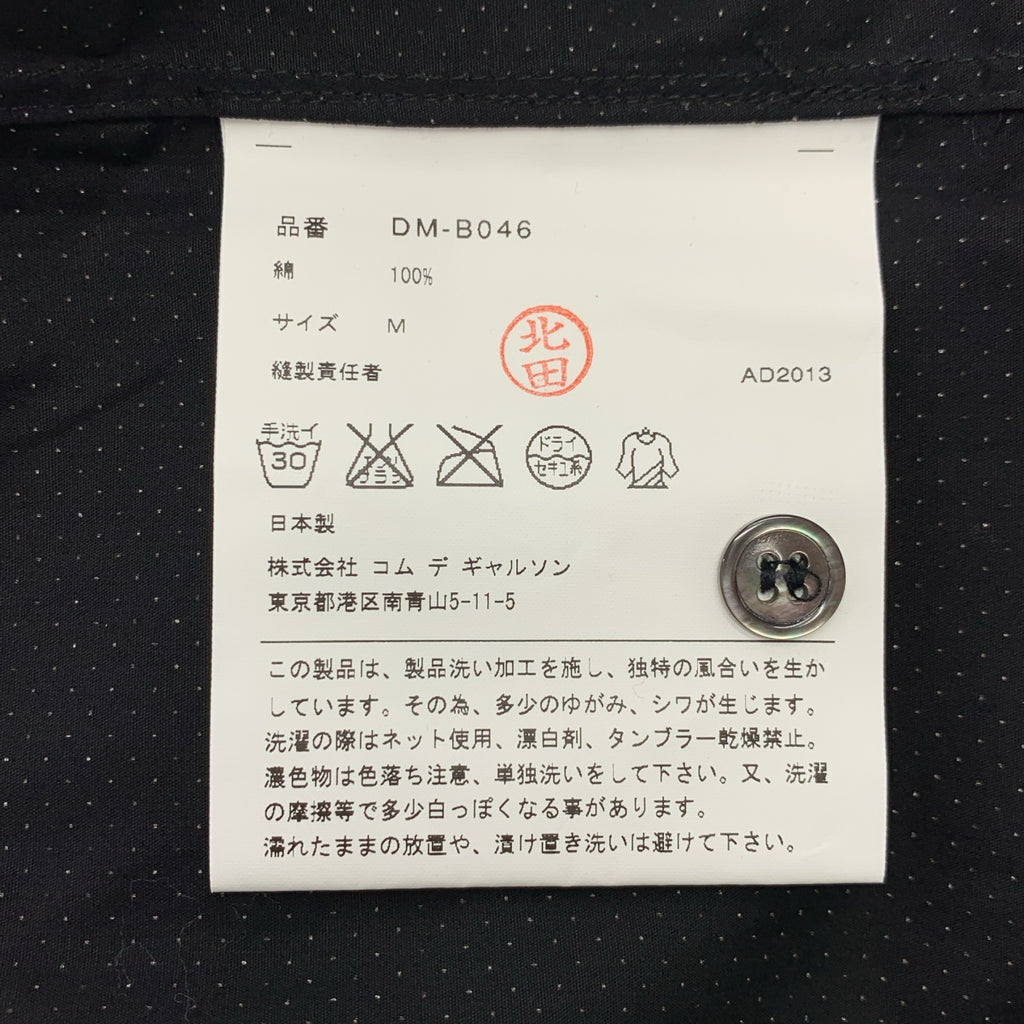 品番 DM-B046
綿 100%
サイズ M
北田
縫製責任者 AD2013
手洗イ
30
エンソ
サラシ
ドライ
セキユ系
日本製
株式会社 コム デ ギャルソン
東京都港区南青山5-11-5
この製品は、製品洗い加工を施し、独特の風合いを生か
しています。その為、多少のゆがみ、シワが生じます。
洗濯の際はネット使用、漂白剤、タンブラー乾燥禁止。
濃色物は色落ち注意、単独洗いをして下さい。又、洗濯
の摩擦等で多少白っぽくなる事があります。
濡れたままの放置や、漬け置き洗いは避けて下さい。